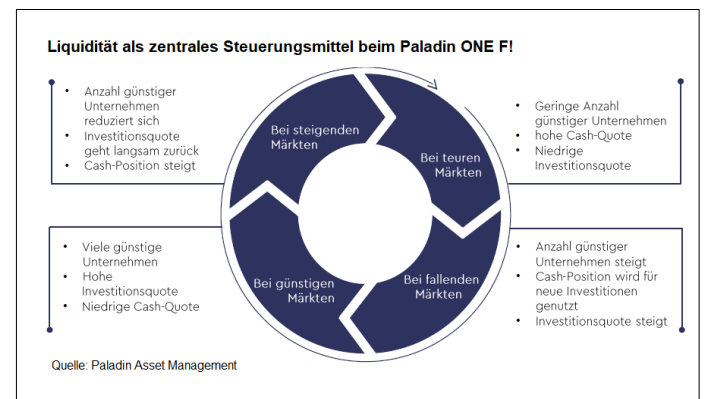 Liquidität als zentrales Steuerungsmittel beim Paladin ONE F!
• Anzahl günstiger
Unternehmen
reduziert sich
• Investitionsquote
geht langsam zurück
• Cash-Position steigt
Bei steigenden
Märkten
Bei teuren
Märkten
• Geringe Anzahl
günstiger Unternehmen
• hohe Cash-Quote
• Niedrige
Investitionsquote
• Viele günstige
Unternehmen
• Hohe
Investitionsquote
• Niedrige Cash-Quote
Bei günstigen
Märkten
Bei fallenden
Märkten
• Anzahl günstiger
Unternehmen steigt
• Cash-Position wird für
neue Investitionen
genutzt
• Investitionsquote steigt
Quelle: Paladin Asset Management